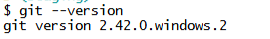 $ git --version
git version 2.42.0.windows.2